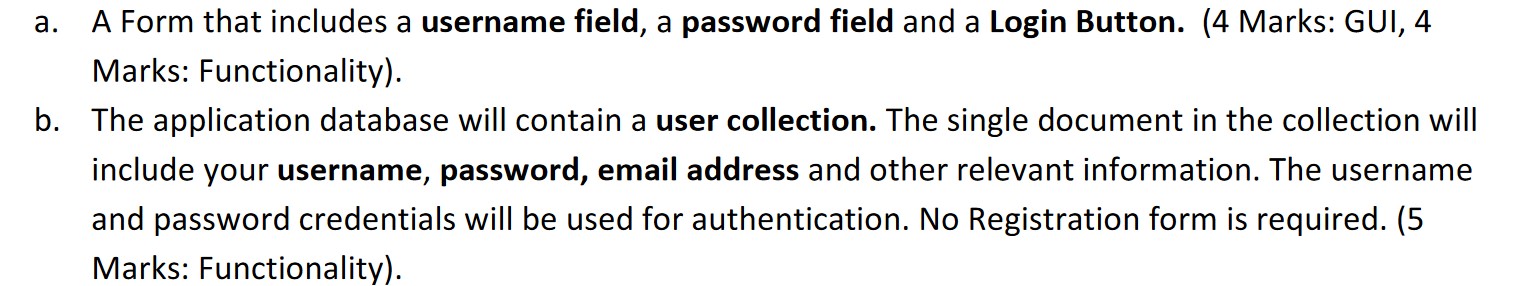 a. A Form that includes a username field, a password field and a Login Button. (4 Marks: GUI, 4
Marks: Functionality).
b. The application database will contain a user collection. The single document in the collection will
include your username, password, email address and other relevant information. The username
and password credentials will be used for authentication. No Registration form is required. (5
Marks: Functionality).